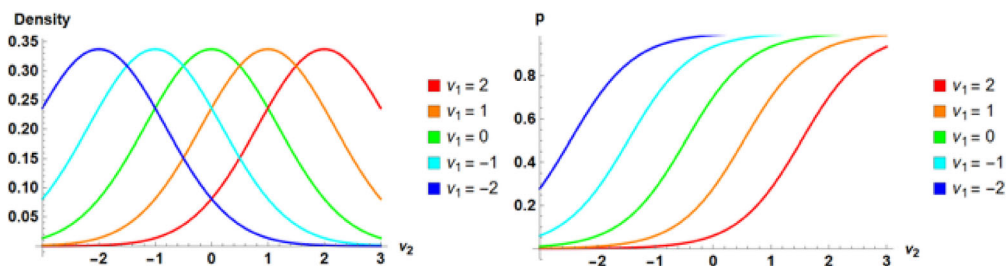 Density
0.35
0.30
0.25
0.20
0.15
0.10
0.05
-2 -1 0 1 2 3 v₂
v₁ = 2
v₁ = 1
v₁ = 0
v₁ = -1
v₁ = -2
p
0.8
0.6
0.4
0.2
-2 -1 0 1 2 3 v₂
v₁ = 2
v₁ = 1
v₁ = 0
v₁ = -1
v₁ = -2